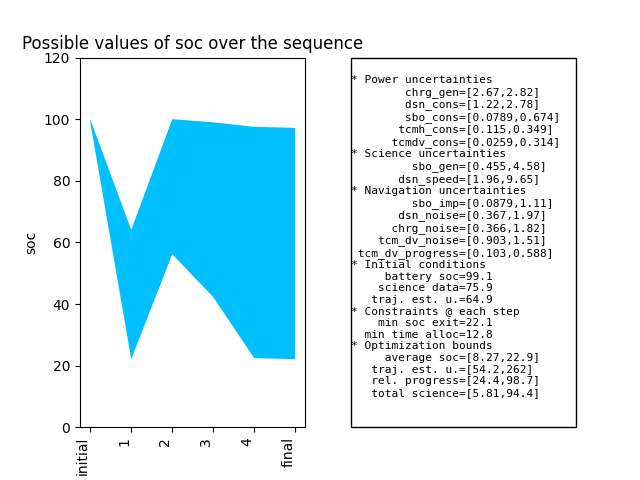 Possible values of soc over the sequence
120
100
80
60
40
20
0
soc
initial
1
2
3
4
final
* Power uncertainties
chrg_gen=[2.67,2.82]
dsn_cons=[1.22,2.78]
sbo_cons=[0.0789,0.674]
tcmh_cons=[0.115,0.349]
tcmdv_cons=[0.0259,0.314]
* Science uncertainties
sbo_gen=[0.455,4.58]
dsn_speed=[1.96,9.65]
* Navigation uncertainties
sbo_imp=[0.0879,1.11]
dsn_noise=[0.367,1.97]
chrg_noise=[0.366,1.82]
tcm_dv_noise=[0.903,1.51]
tcm_dv_progress=[0.103,0.588]
* Initial conditions
battery soc=99.1
science data=75.9
traj. est. u.=64.9
* Constraints @ each step
min soc exit=22.1
min time alloc=12.8
* Optimization bounds
average soc=[8.27,22.9]
traj. est. u.=[54.2,262]
rel. progress=[24.4,98.7]
total science=[5.81,94.4]